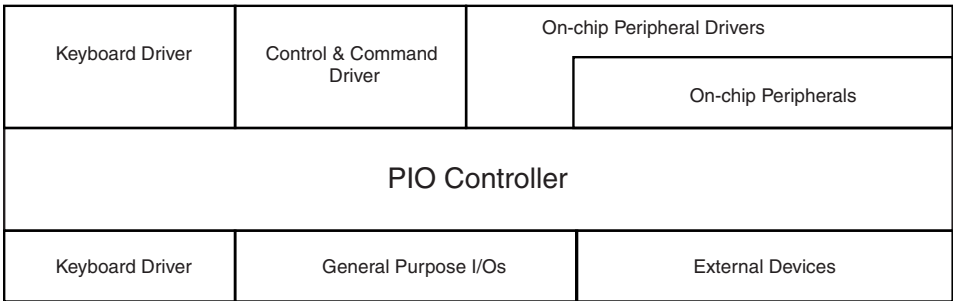 On-chip Peripheral Drivers
Keyboard Driver
Control & Command
Driver
On-chip Peripherals
PIO Controller
Keyboard Driver
General Purpose I/Os
External Devices